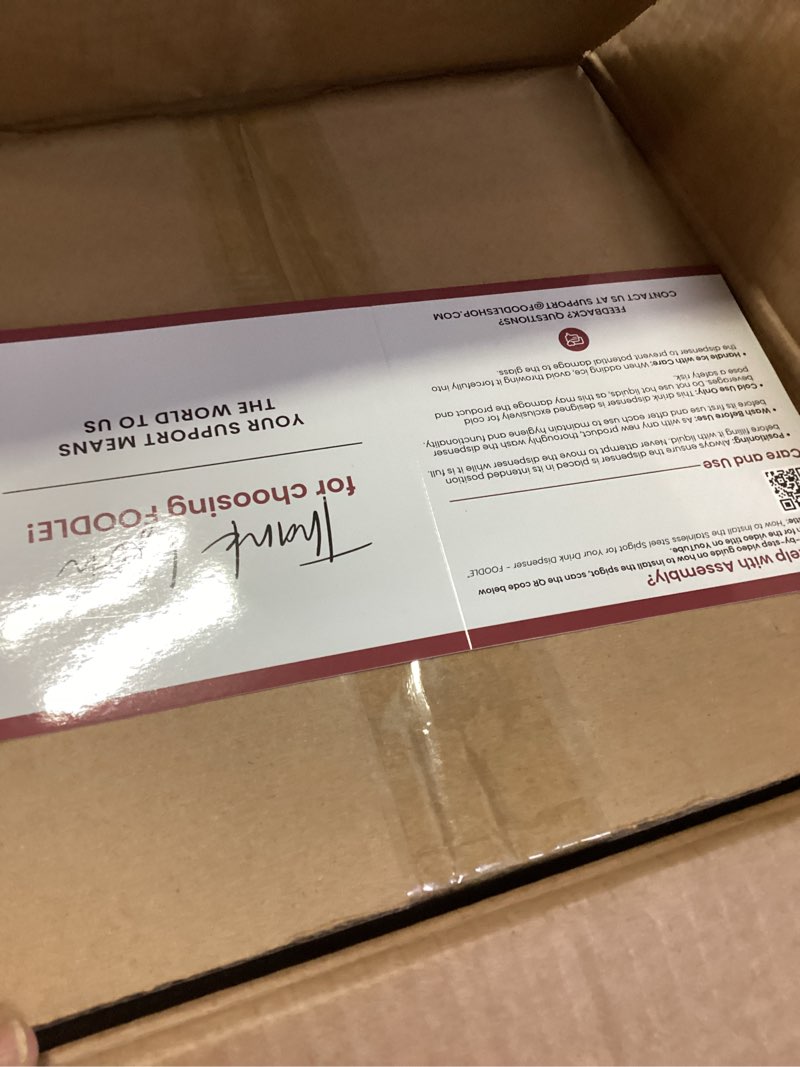 elp with Assembly?
-by-step video guide on how to install the spigot, scan the QR code below
for the video title on YouTube.
tle: "How to Install the Stainless Steel Spigot for Your Drink Dispenser - FOODLE"
Care and Use
• Positioning: Always ensure the dispenser is placed in its intended position
before filling it with liquid. Never attempt to move the dispenser while it is full.
• Wash Before Use: As with any new product, thoroughly wash the dispenser
before its first use and after each use to maintain hygiene and functionality.
• Cold Use Only: This drink dispenser is designed exclusively for cold
beverages. Do not use hot liquids, as this may damage the product and
pose a safety risk.
• Handle Ice with Care: When adding ice, avoid throwing it forcefully into
the dispenser to prevent potential damage to the glass.
FEEDBACK? QUESTIONS?
CONTACT US AT SUPPORT@FOODLESHOP.COM
Thank
for choosing FOODLE!
YOUR SUPPORT MEANS
THE WORLD TO US